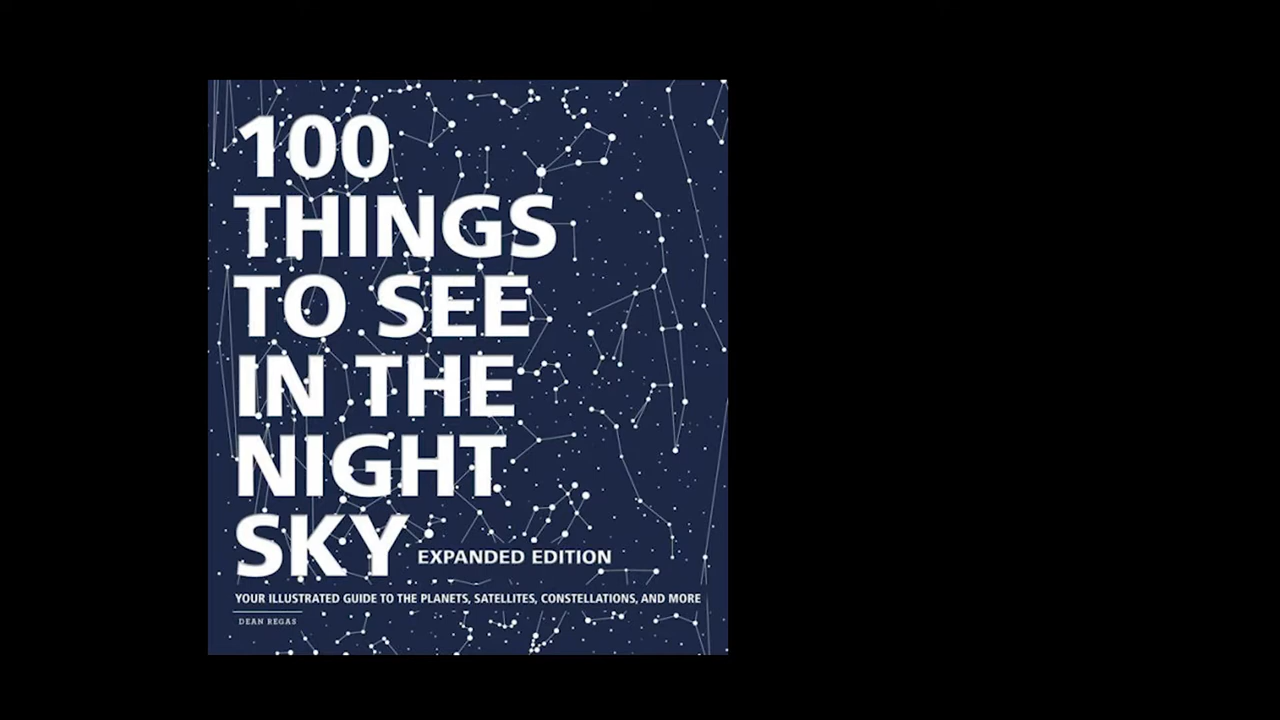 100
THINGS
TO SEE
IN THE
NIGHT
SKY EXPANDED EDITION
YOUR ILLUSTRATED GUIDE TO THE PLANETS, SATELLITES, CONSTELLATIONS, AND MORE
DEAN REGAS